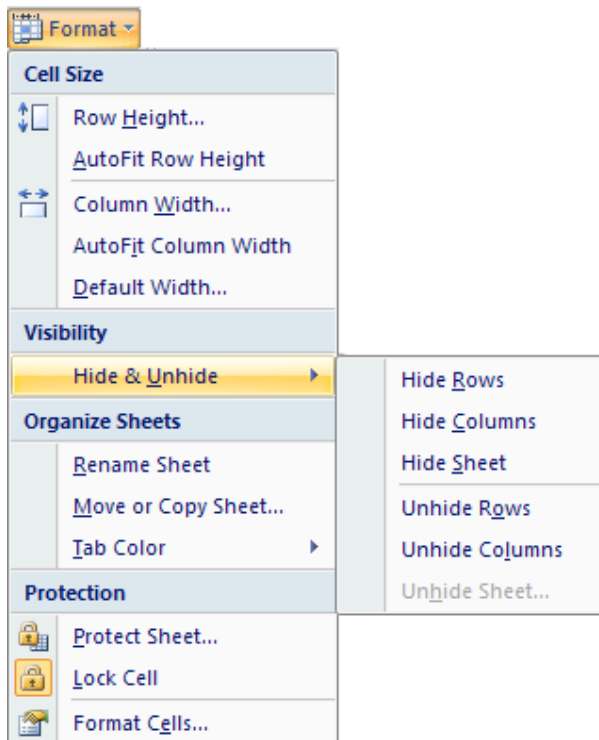 Format
Cell Size
Row Height...
AutoFit Row Height
Column Width...
AutoFit Column Width
Default Width...
Visibility
Hide & Unhide
Hide Rows
Hide Columns
Hide Sheet
Unhide Rows
Unhide Columns
Unhide Sheet...
Organize Sheets
Rename Sheet
Move or Copy Sheet...
Tab Color
Protection
Protect Sheet...
Lock Cell
Format Cells...